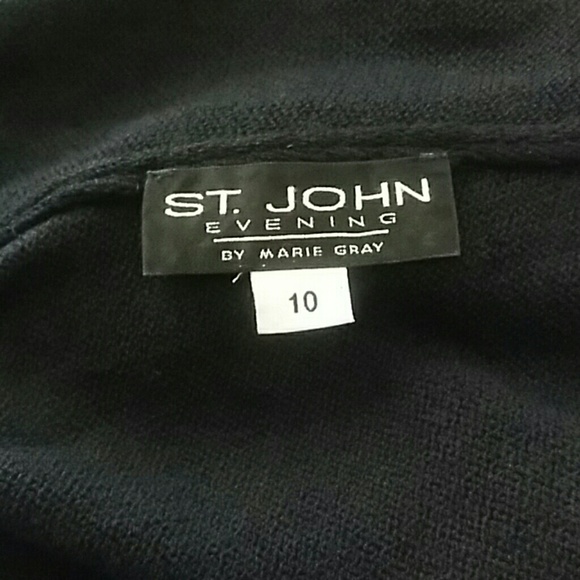 ST. JOHN
EVENING
BY MARIE GRAY
10